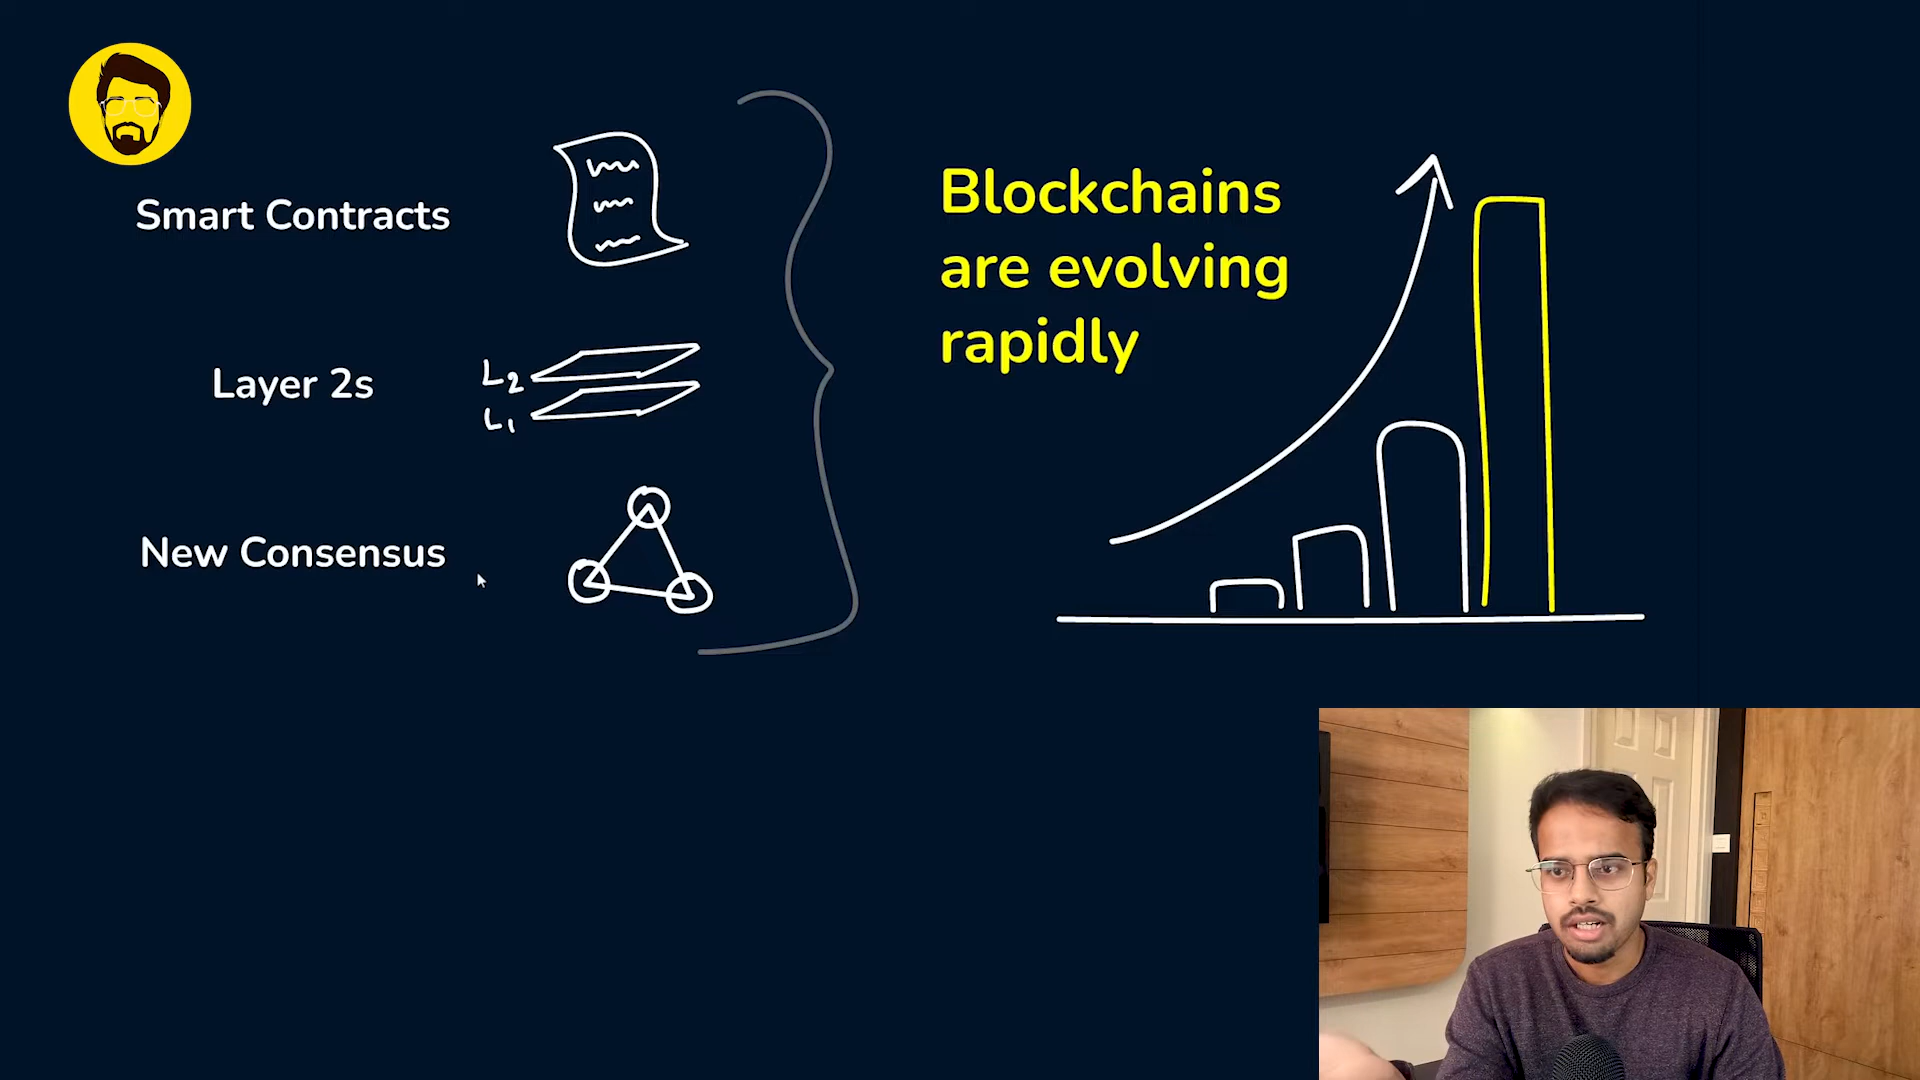 Smart Contracts
Layer 2s
L2
L1
New Consensus
Blockchains
are evolving
rapidly